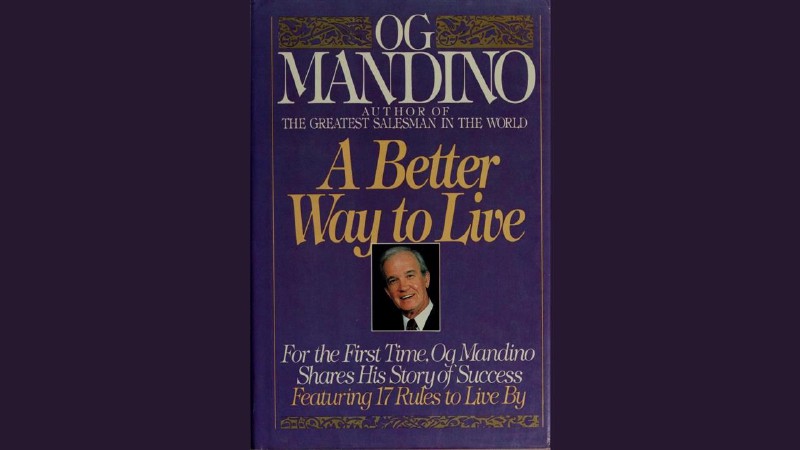 OG
MANDINO
AUTHOR OF
THE GREATEST SALESMAN IN THE WORLD
A Better
Way to Live
For the First Time, Og Mandino
Shares His Story of Success
Featuring 17 Rules to Live By